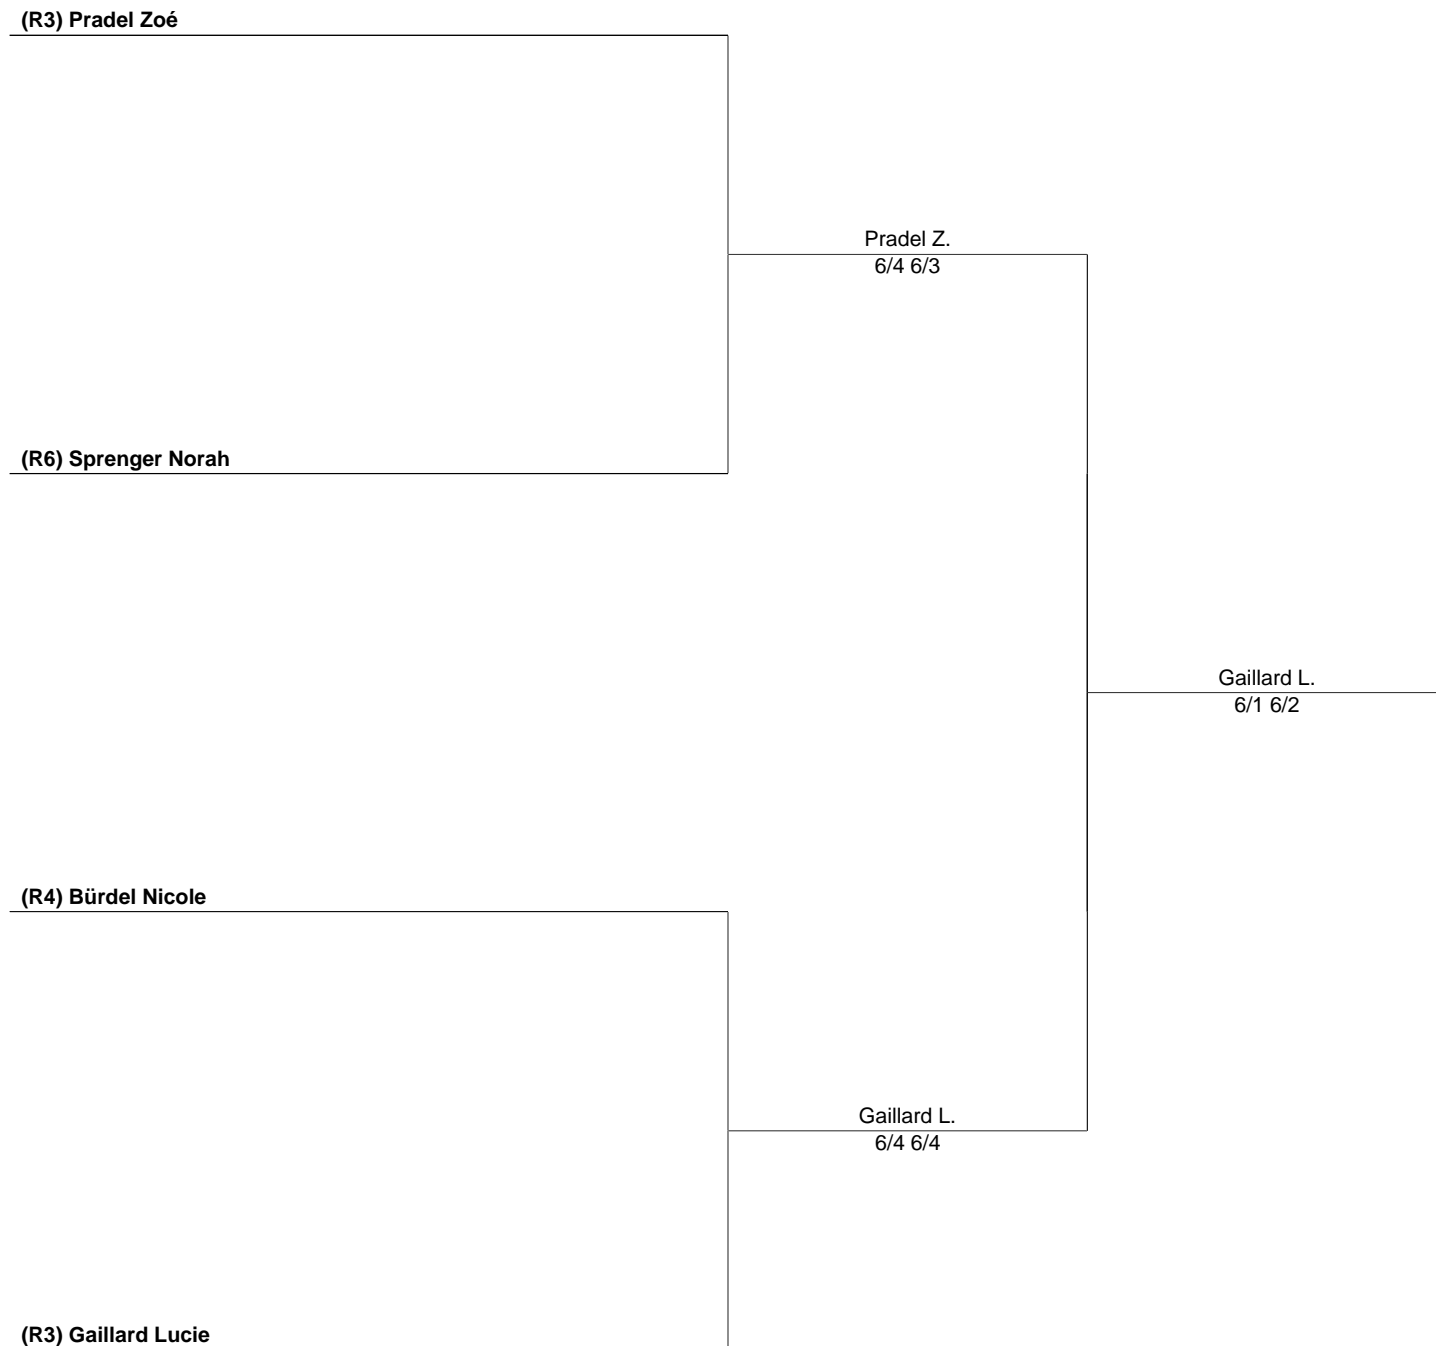 (R3) Pradel Zoé
Pradel Z.
6/4 6/3
(R6) Sprenger Norah
Gaillard L.
6/1 6/2
(R4) Bürdel Nicole
Gaillard L.
6/4 6/4
(R3) Gaillard Lucie